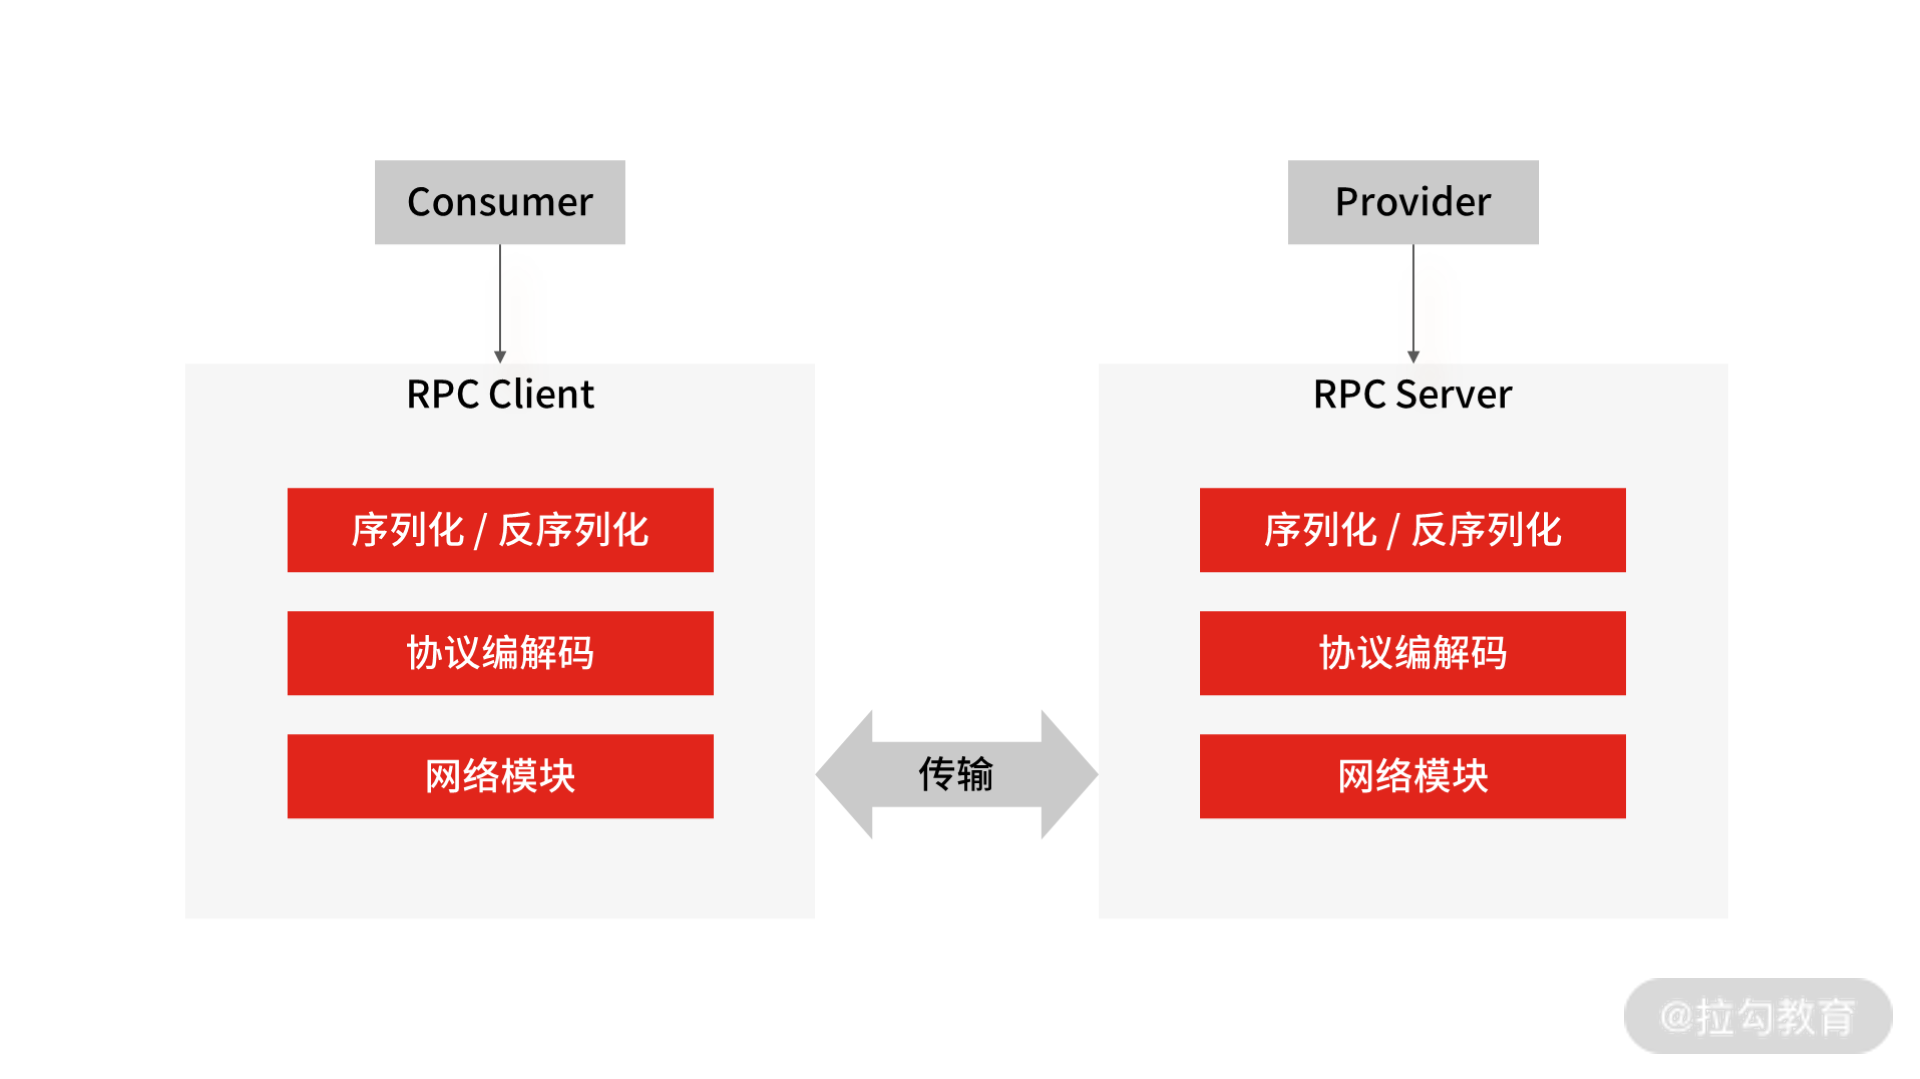 Consumer
Provider
RPC Client
序列化 / 反序列化
协议编解码
网络模块
传输
RPC Server
序列化 / 反序列化
协议编解码
网络模块
@拉勾教育